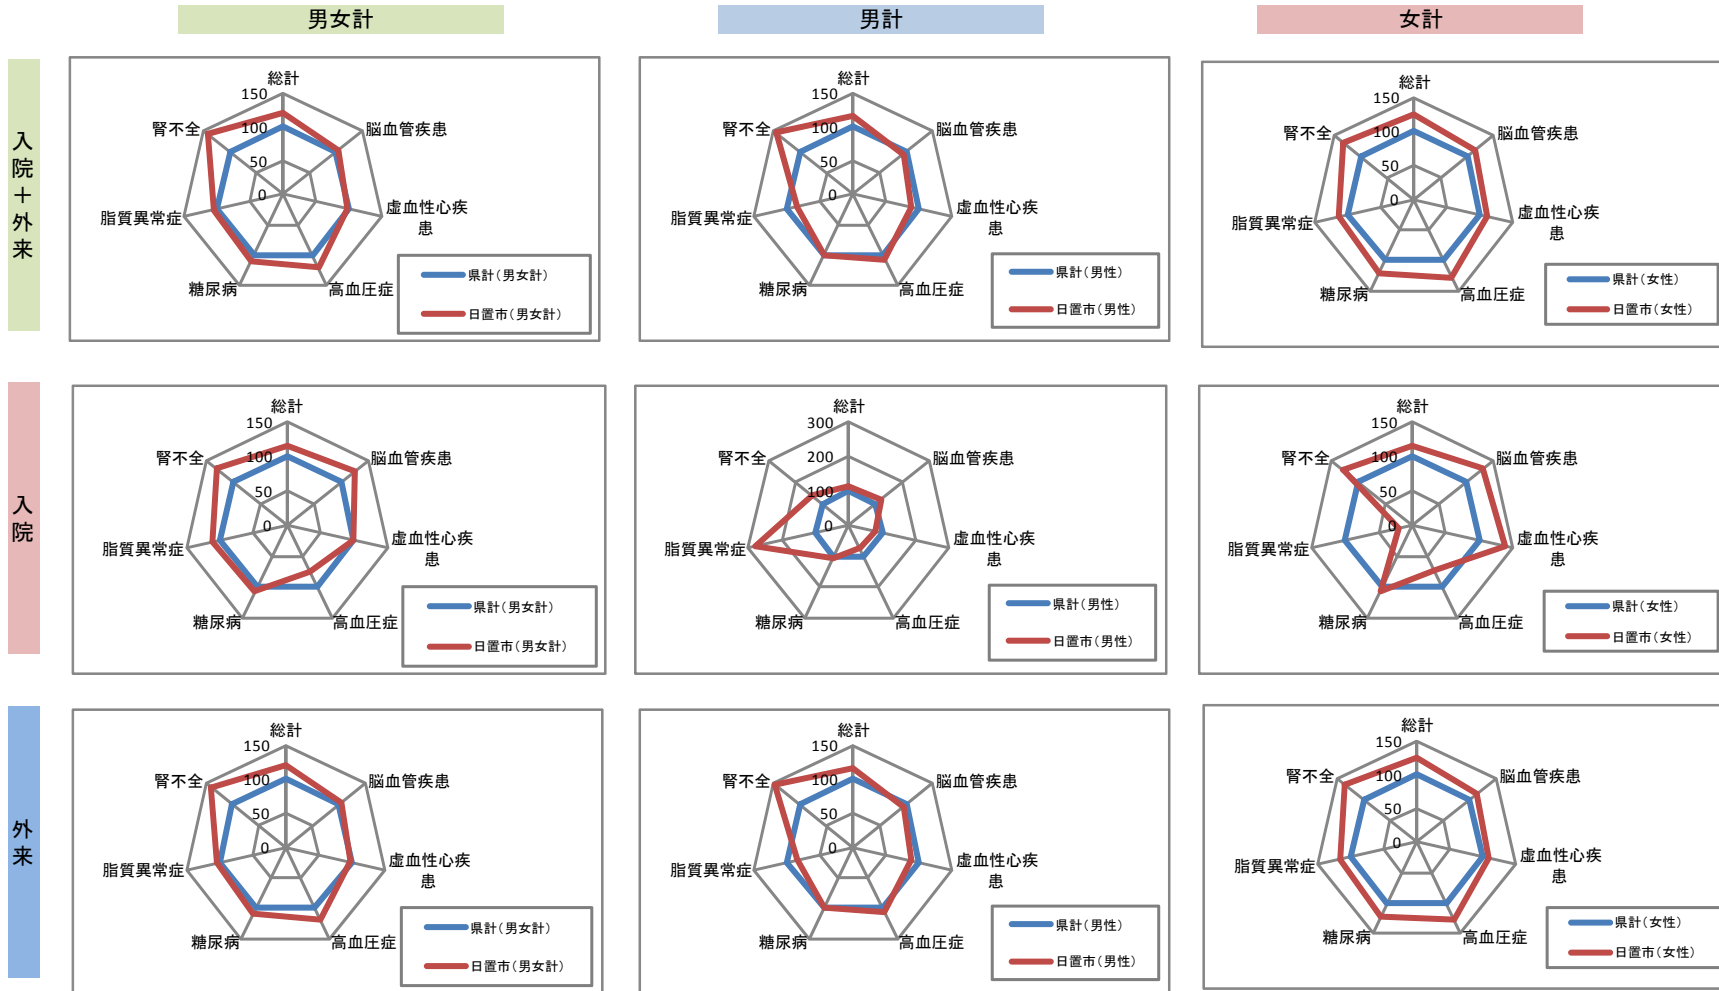 男女計
男計
女計
入院＋外来
総計
150
100
50
0
脳血管疾患
虚血性心疾
患
高血圧症
糖尿病
脂質異常症
腎不全
県計(男女計)
日置市(男女計)
総計
150
100
50
0
脳血管疾患
虚血性心疾
患
高血圧症
糖尿病
脂質異常症
腎不全
県計(男性)
日置市(男性)
総計
150
100
50
0
脳血管疾患
虚血性心疾
患
高血圧症
糖尿病
脂質異常症
腎不全
県計(女性)
日置市(女性)
入院
総計
150
100
50
0
脳血管疾患
虚血性心疾
患
高血圧症
糖尿病
脂質異常症
腎不全
県計(男女計)
日置市(男女計)
総計
300
200
100
0
脳血管疾患
虚血性心疾
患
高血圧症
糖尿病
脂質異常症
腎不全
県計(男性)
日置市(男性)
総計
150
100
50
0
脳血管疾患
虚血性心疾
患
高血圧症
糖尿病
脂質異常症
腎不全
県計(女性)
日置市(女性)
外来
総計
150
100
50
0
脳血管疾患
虚血性心疾
患
高血圧症
糖尿病
脂質異常症
腎不全
県計(男女計)
日置市(男女計)
総計
150
100
50
0
脳血管疾患
虚血性心疾
患
高血圧症
糖尿病
脂質異常症
腎不全
県計(男性)
日置市(男性)
総計
150
100
50
0
脳血管疾患
虚血性心疾
患
高血圧症
糖尿病
脂質異常症
腎不全
県計(女性)
日置市(女性)